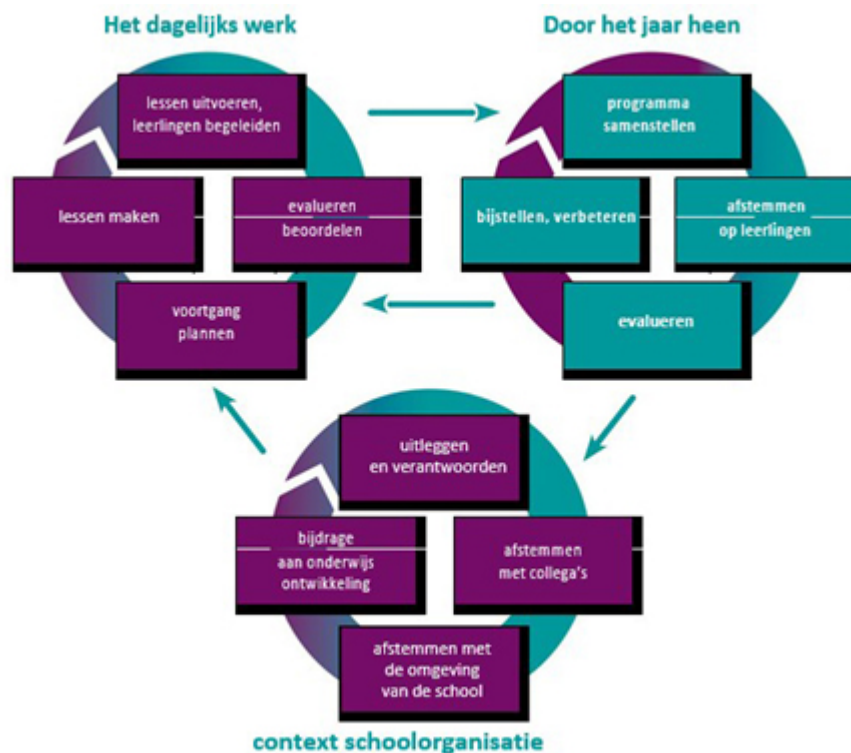 Het dagelijks werk
lessen uitvoeren,
leerlingen begeleiden
lessen maken
evalueren
beoordelen
voortgang
plannen
Door het jaar heen
programma
samenstellen
bijstellen, verbeteren
afstemmen
op leerlingen
evalueren
uitleggen
en verantwoorden
bijdrage
aan onderwijs
ontwikkeling
afstemmen
met collega's
afstemmen met
de omgeving
van de school
context schoolorganisatie